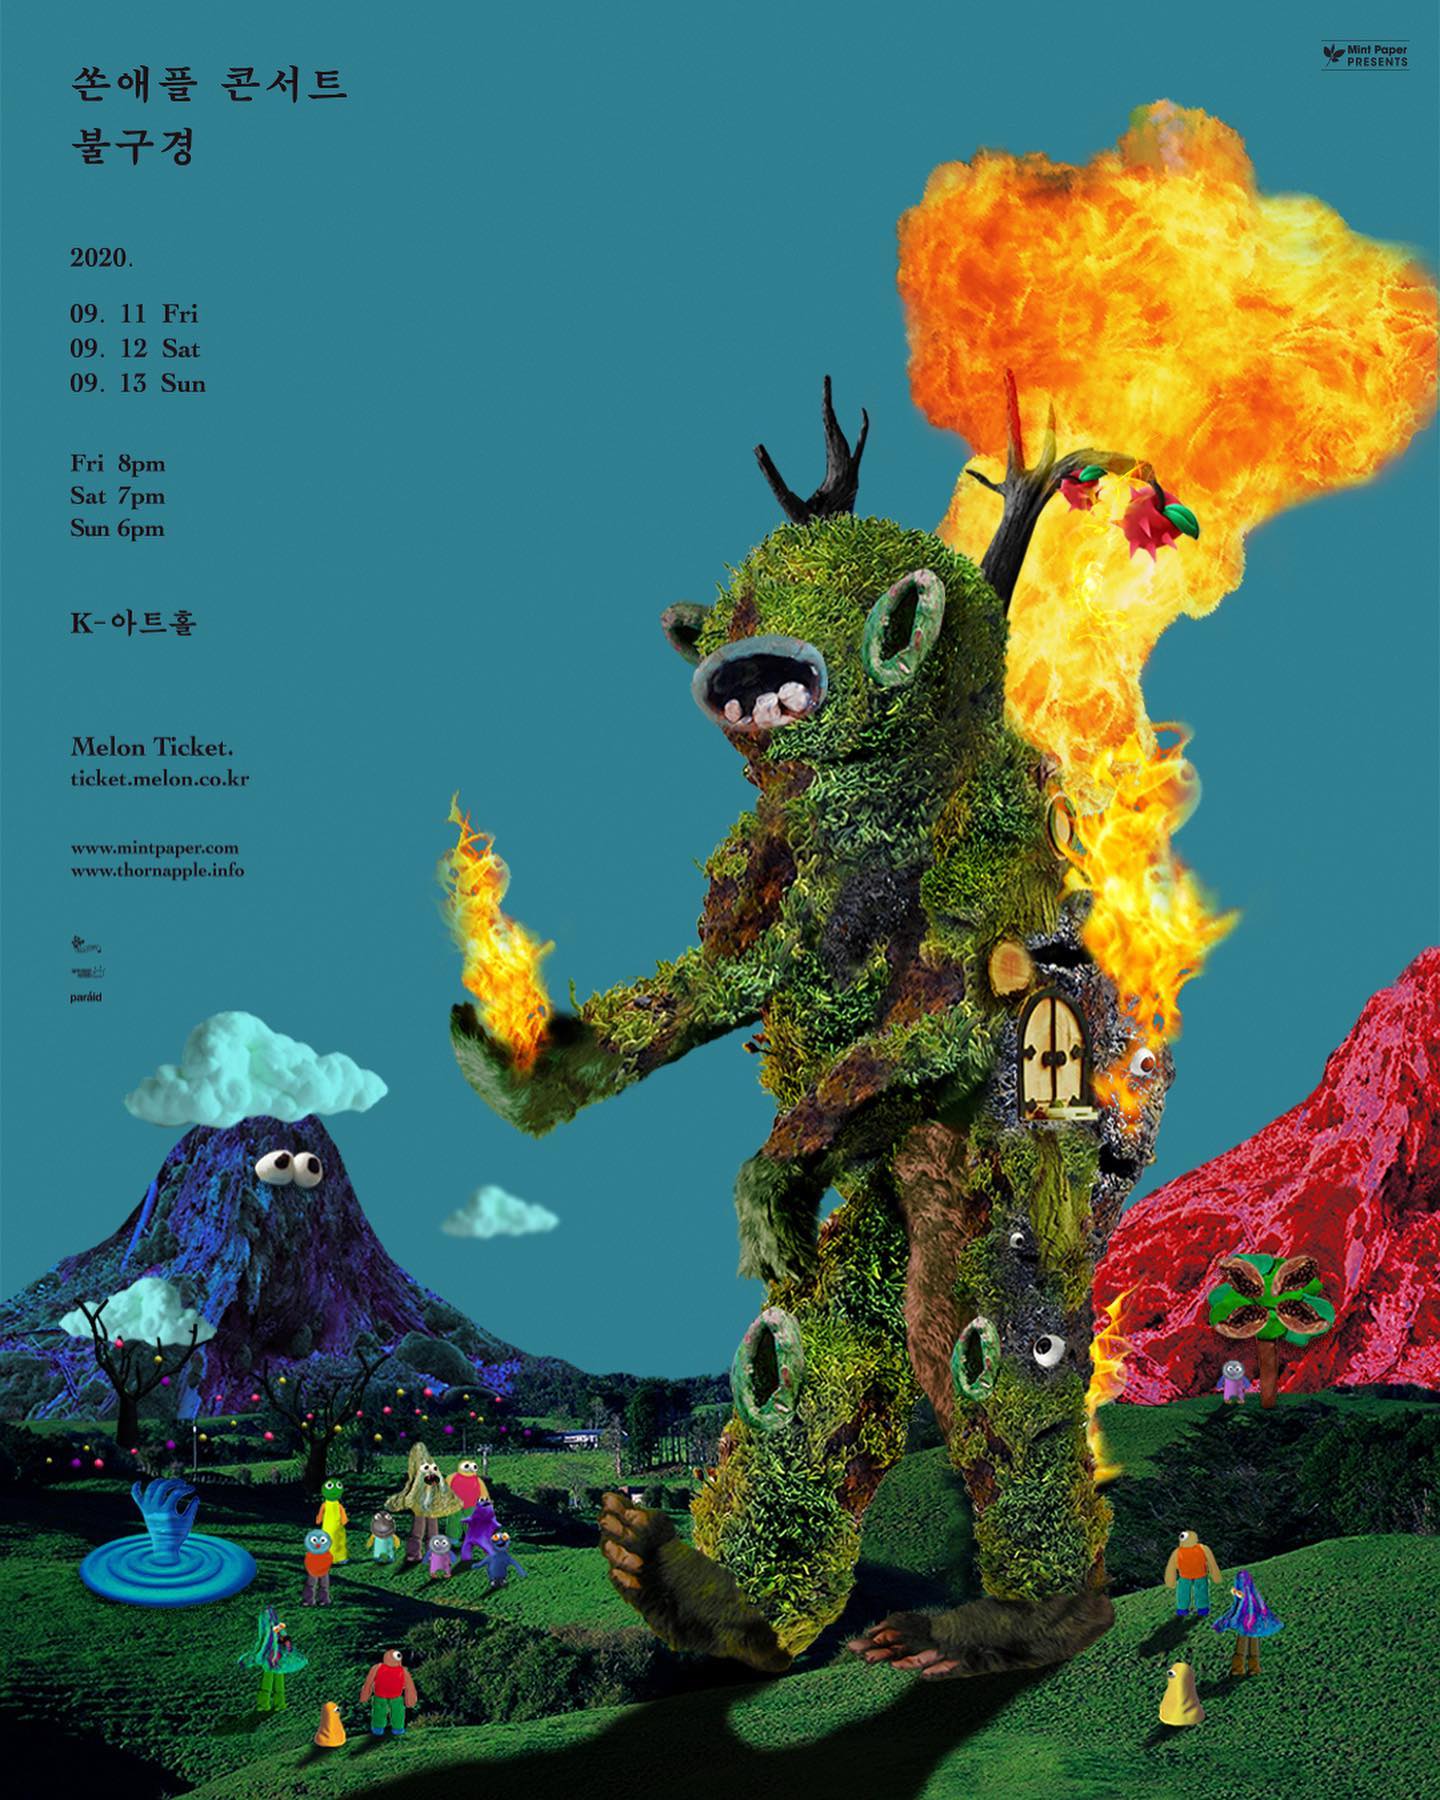 쏜애플 콘서트
불구경
Mint Paper
PRESENTS
2020.
09. 11 Fri
09. 12 Sat
09. 13 Sun
Fri 8pm
Sat 7pm
Sun 6pm
K-아트홀
Melon Ticket.
ticket.melon.co.kr
www.mintpaper.com
www.thornapple.info
paráid